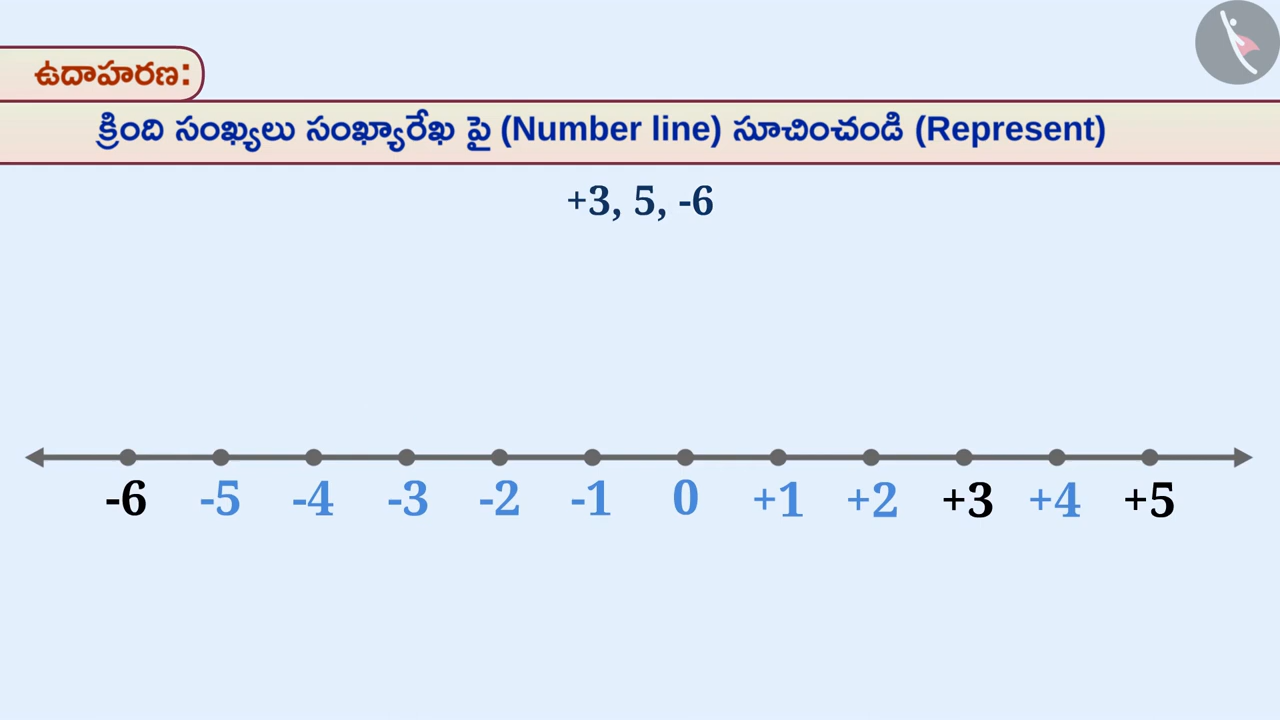 ఉదాహరణ:
క్రింది సంఖ్యలు సంఖ్యారేఖ పై (Number line) సూచించండి (Represent)
+3, 5, -6
-6 -5 -4 -3 -2 -1 0 +1 +2 +3 +4 +5